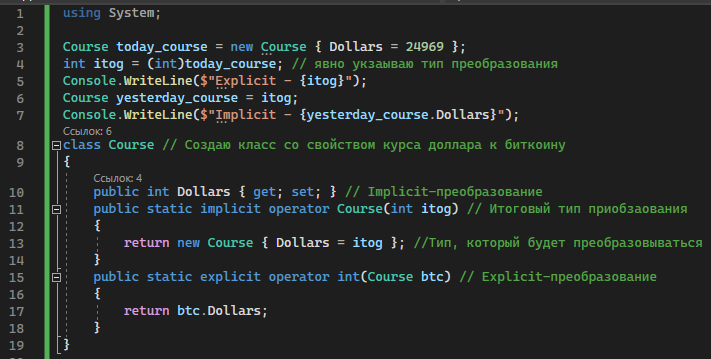 1 using System;
2
3 Course today_course = new Course { Dollars = 24969 };
4 int itog = (int)today_course; // явно укзаываю тип преобразования
5 Console.WriteLine($"Explicit – {itog}");
6 Course yesterday_course = itog;
7 Console.WriteLine($"Implicit – {yesterday_course.Dollars}");
Ссылок: 6
8 class Course // Создаю класс со свойством курса доллара к биткоину
9 {
Ссылок: 4
10 public int Dollars { get; set; } // Implicit-преобразование
11 public static implicit operator Course(int itog) // Итоговый тип приобзаования
12 {
13 return new Course { Dollars = itog }; //Тип, который будет преобразовываться
14 }
15 public static explicit operator int(Course btc) // Explicit-преобразование
16 {
17 return btc.Dollars;
18 }
19 }